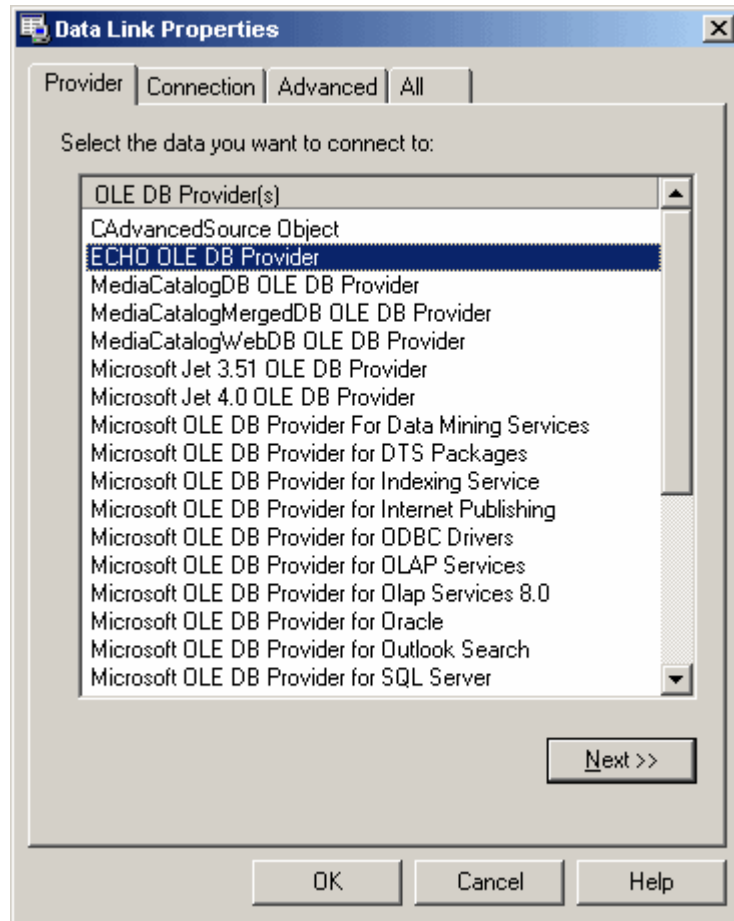 Data Link Properties
Provider Connection Advanced All
Select the data you want to connect to:
OLE DB Provider(s)
CAdvancedSource Object
ECHO OLE DB Provider
MediaCatalogDB OLE DB Provider
MediaCatalogMergedDB OLE DB Provider
MediaCatalogWebDB OLE DB Provider
Microsoft Jet 3.51 OLE DB Provider
Microsoft Jet 4.0 OLE DB Provider
Microsoft OLE DB Provider For Data Mining Services
Microsoft OLE DB Provider for DTS Packages
Microsoft OLE DB Provider for Indexing Service
Microsoft OLE DB Provider for Internet Publishing
Microsoft OLE DB Provider for ODBC Drivers
Microsoft OLE DB Provider for OLAP Services
Microsoft OLE DB Provider for Olap Services 8.0
Microsoft OLE DB Provider for Oracle
Microsoft OLE DB Provider for Outlook Search
Microsoft OLE DB Provider for SQL Server
Next >>
OK Cancel Help